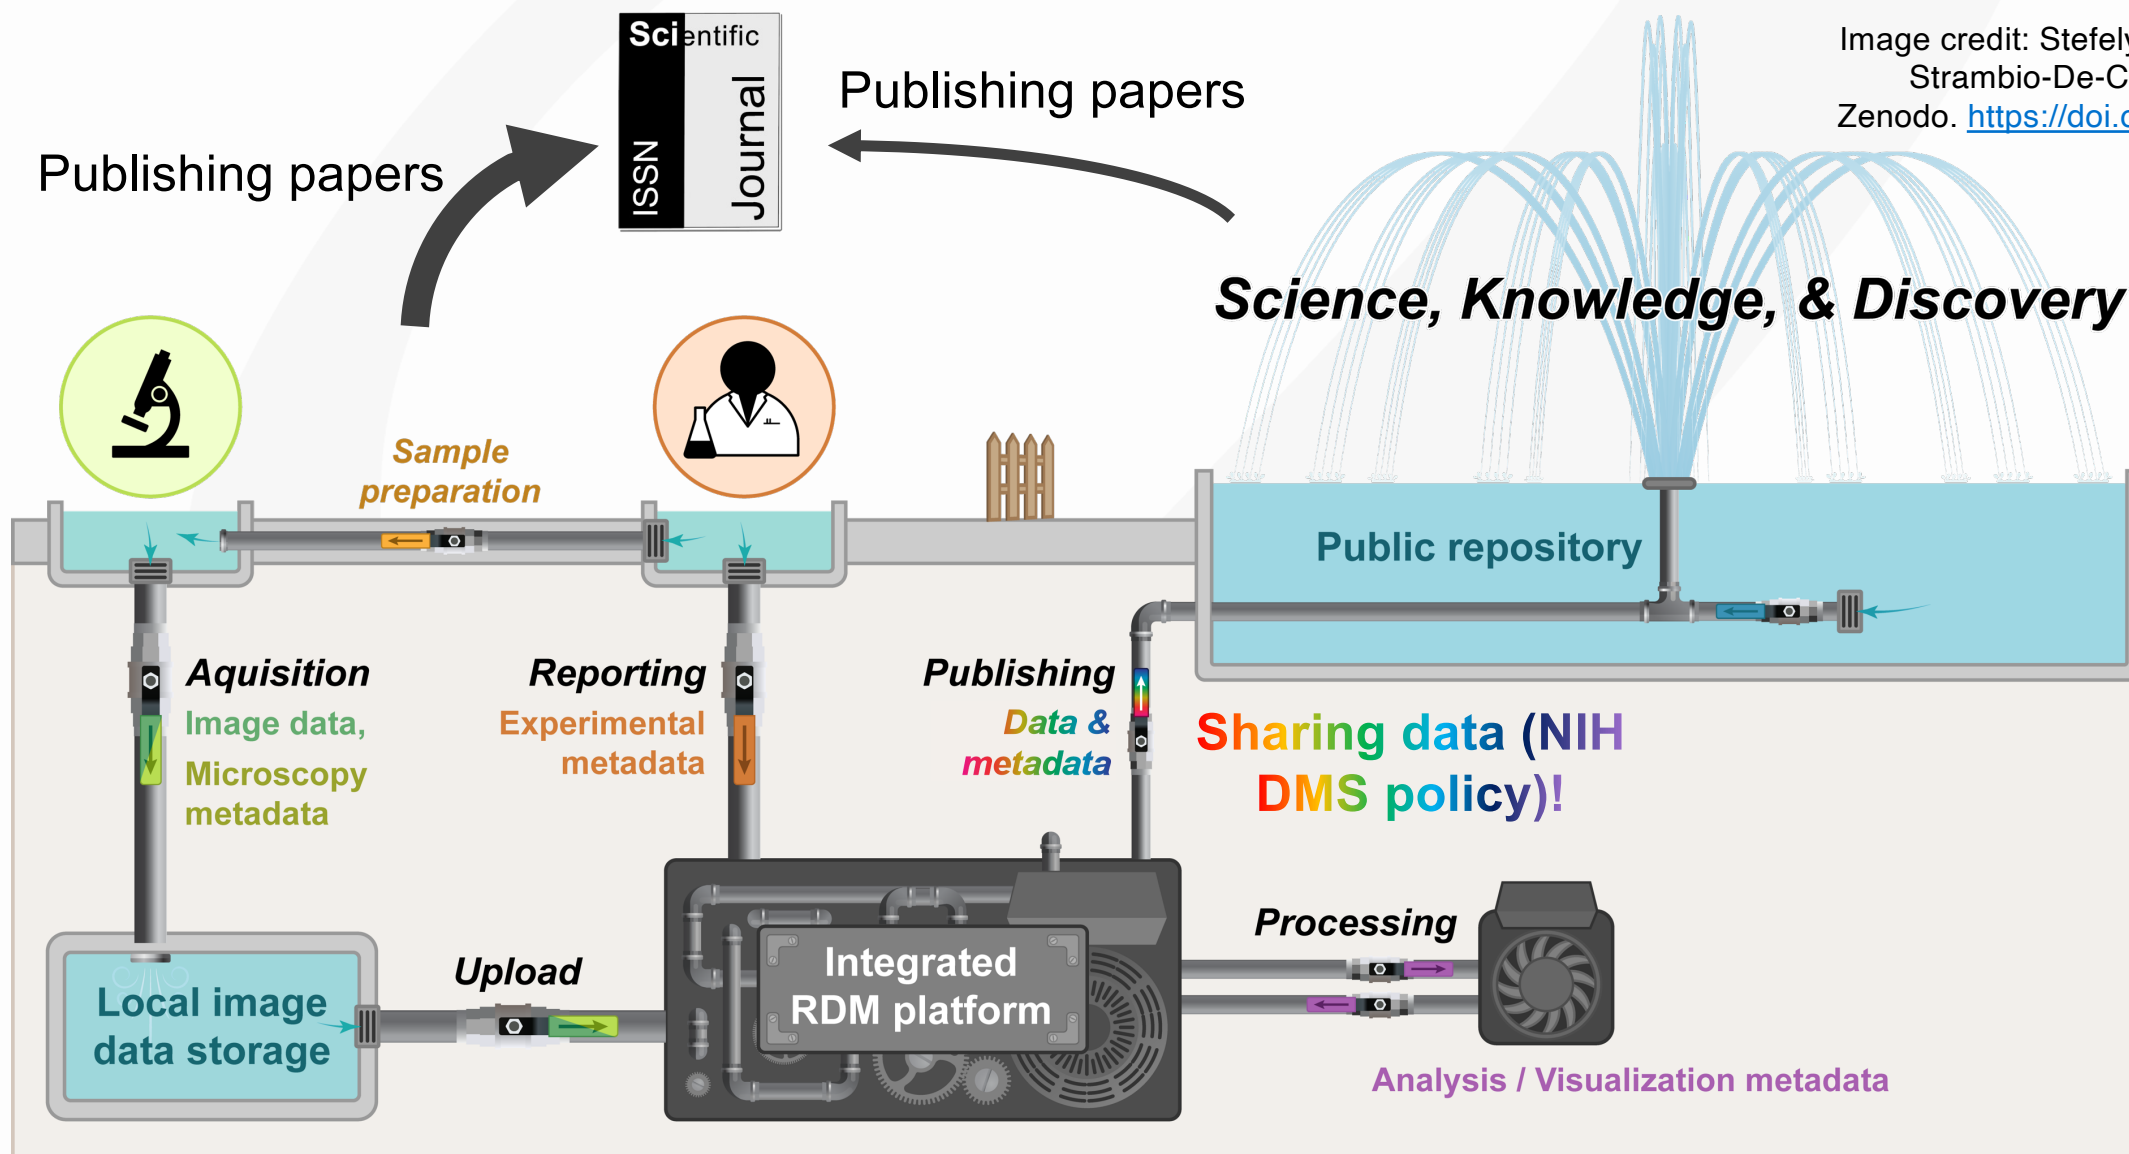 Scientific
Journal
ISSN
Publishing papers
Publishing papers
Image credit: Stefely
Strambio-De-C
Zenodo. https://doi.o
Science, Knowledge, & Discovery
Sample
preparation
Public repository
Aquisition
Image data,
Microscopy
metadata
Reporting
Experimental
metadata
Publishing
Data &
metadata
Sharing data (NIH
DMS policy)!
Local image
data storage
Upload
Integrated
RDM platform
Processing
Analysis / Visualization metadata